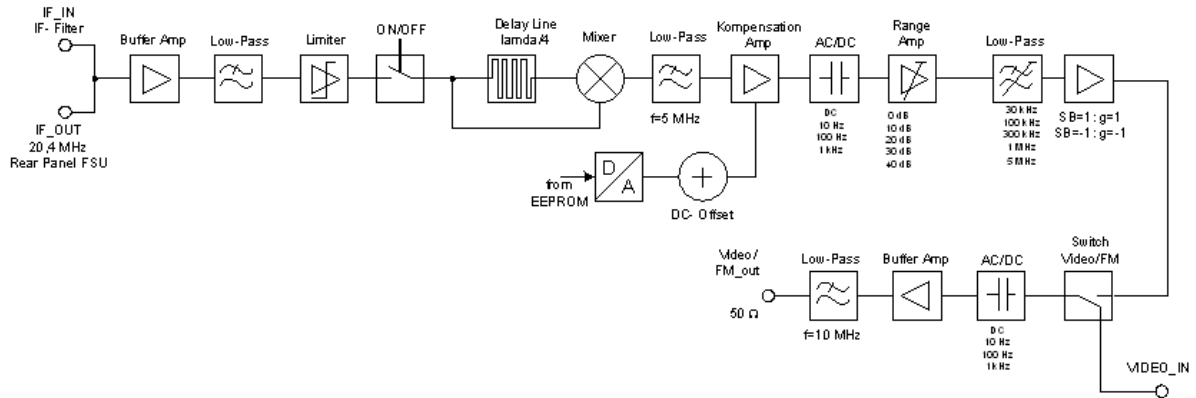 IF_IN
IF- Filter
Buffer Amp
Low-Pass
Limiter
ON/OFF
Delay Line
lamda/4
Mixer
Low-Pass
Kompensation
Amp
AC/DC
Range
Amp
Low-Pass
IF_OUT
20,4 MHz
Rear Panel FSU
f=5 MHz
DC
10 Hz
100 Hz
1 kHz
0 dB
10 dB
20 dB
30 dB
40 dB
30 kHz
100 kHz
300 kHz
1 MHz
5 MHz
SB=1 : g=1
SB=-1 : g=-1
from
EEPROM
D
A
DC- Offset
Video/
FM_out
50 Ω
Low-Pass
f=10 MHz
Buffer Amp
AC/DC
DC
10 Hz
100 Hz
1 kHz
Switch
Video/FM
VIDEO_IN